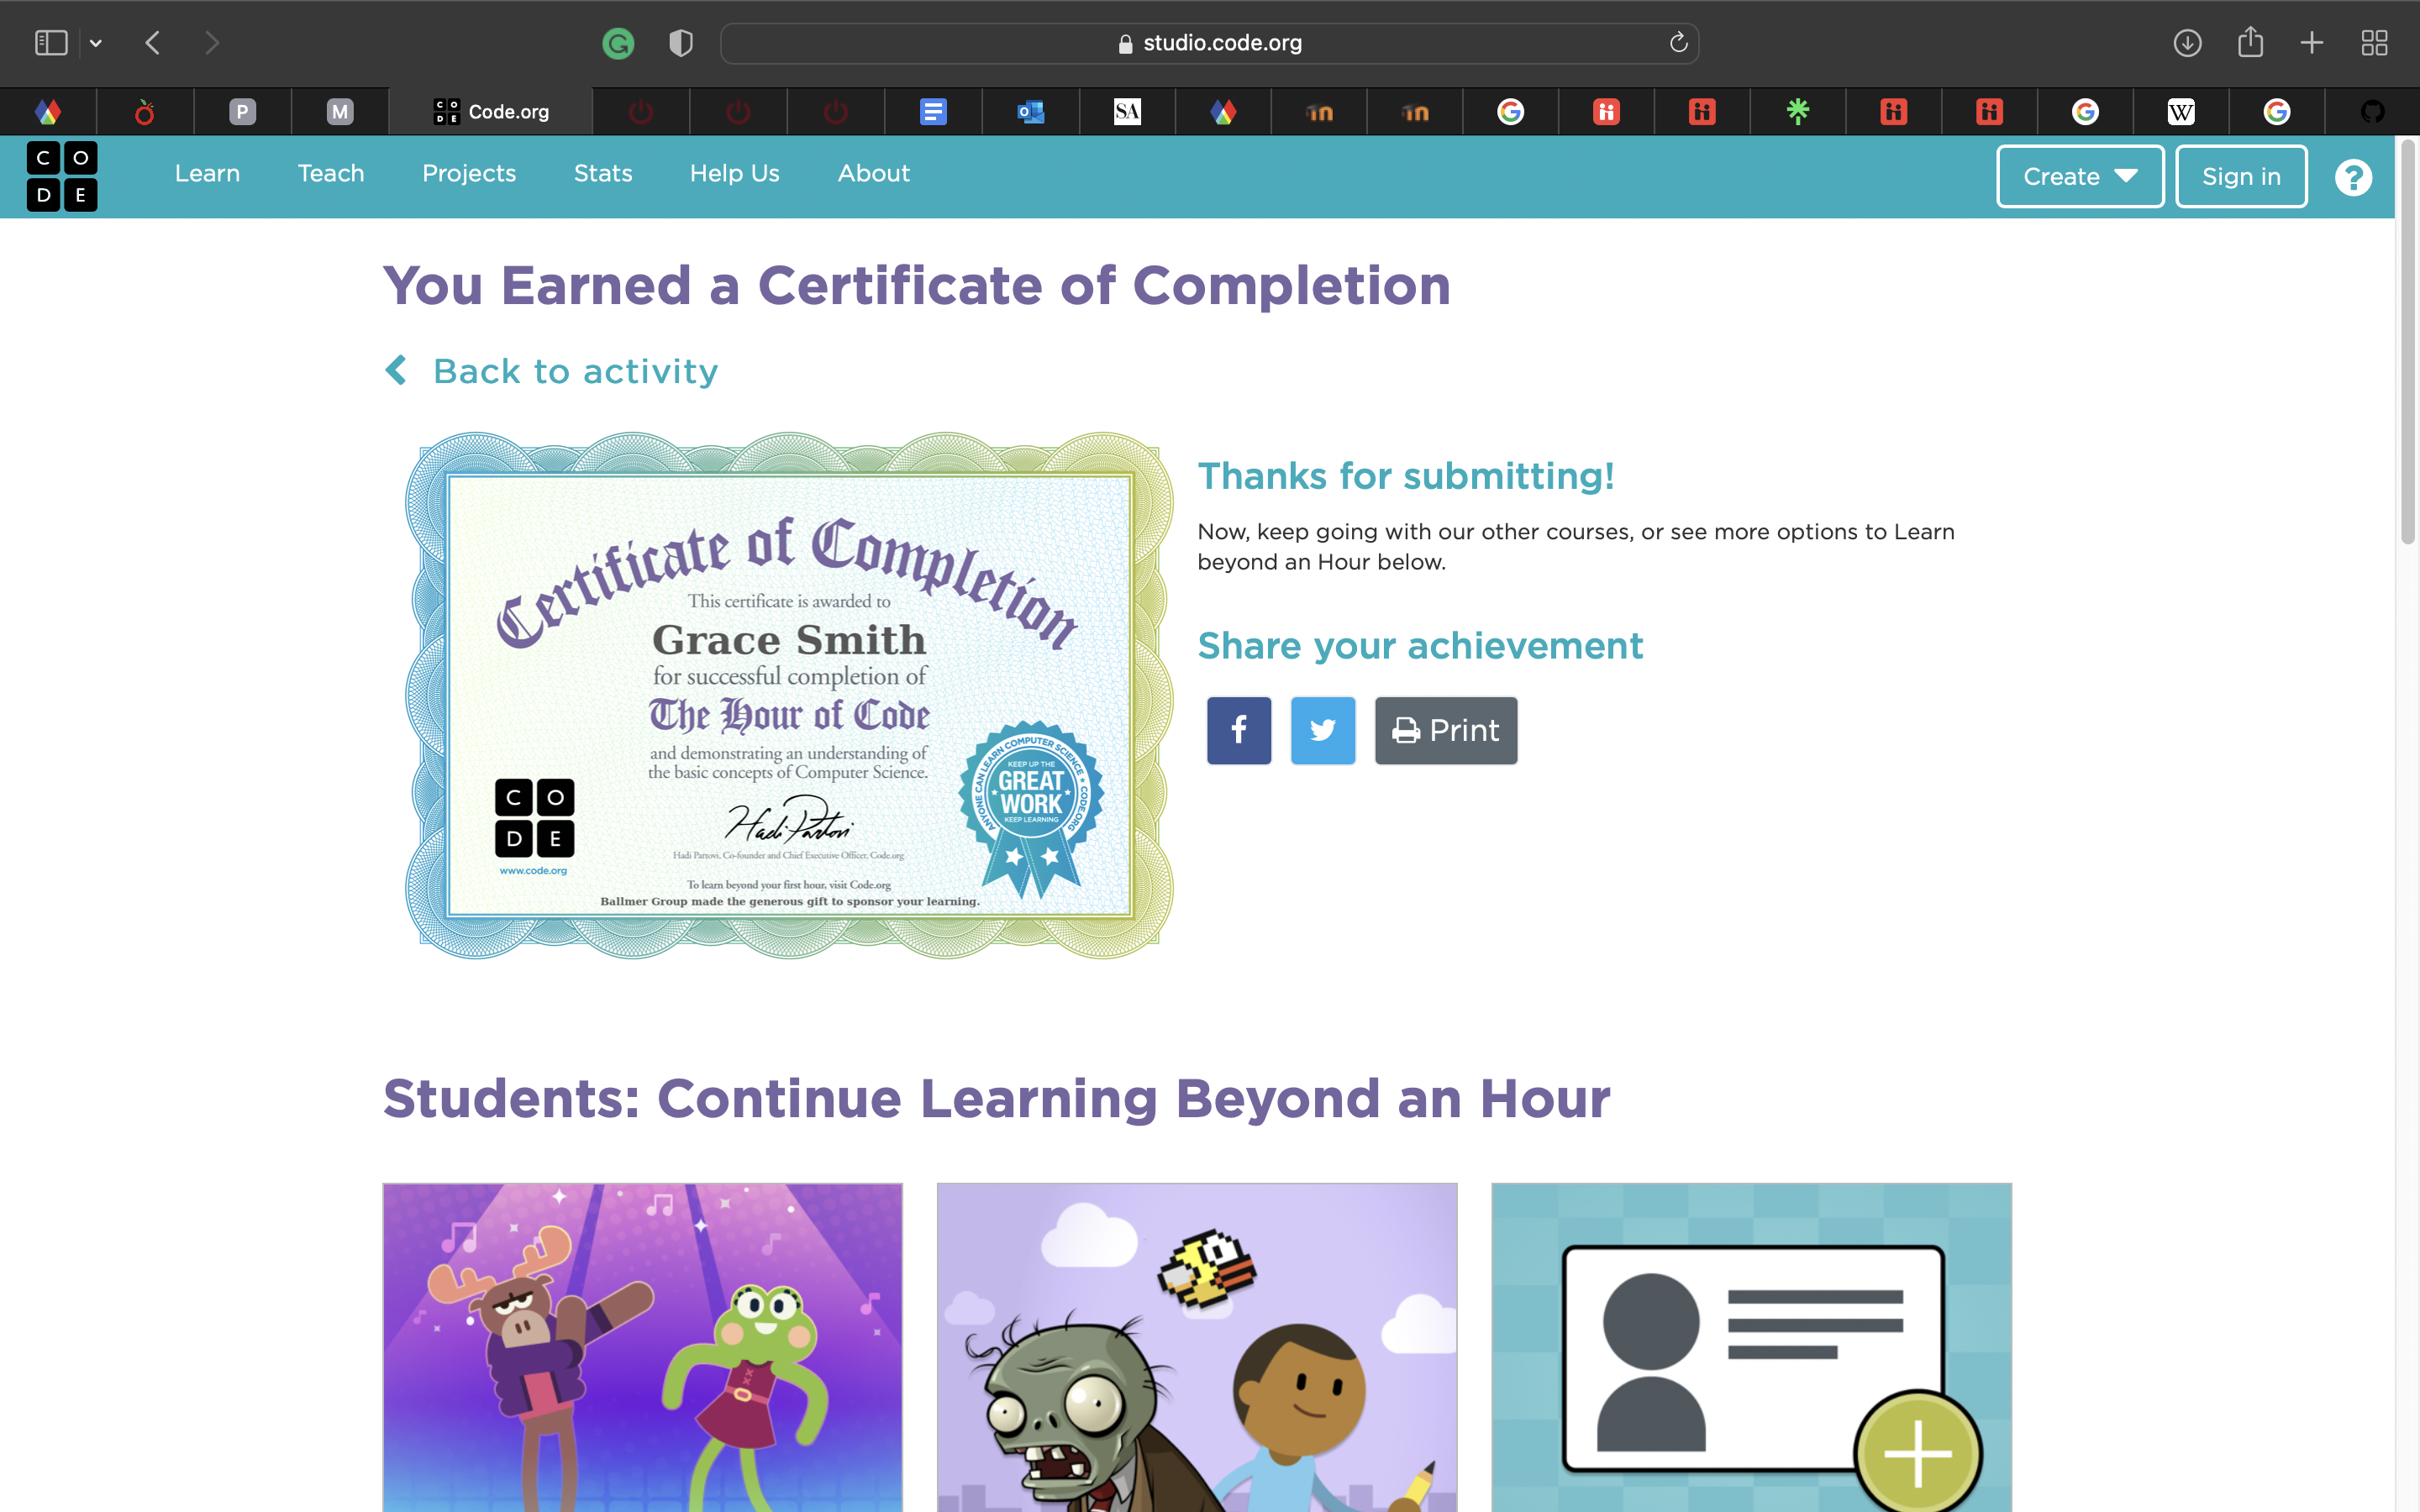 studio.code.org
P
M
CO
DE
Code.org
SA
in
in
W
C O
D E
Learn
Teach
Projects
Stats
Help Us
About
Create
Sign in
?
You Earned a Certificate of Completion
Back to activity
Certificate of Completion
This certificate is awarded to
Grace Smith
for successful completion of
The Hour of Code
and demonstrating an understanding of
the basic concepts of Computer Science.
C O
D E
www.code.org
Hadi Partovi
Hadi Partovi, Co-founder and Chief Executive Officer, Code.org
To learn beyond your first hour, visit Code.org
Ballmer Group made the generous gift to sponsor your learning.
ANYONE CAN LEARN COMPUTER SCIENCE • CODE.ORG
KEEP UP THE
GREAT
WORK
KEEP LEARNING
Thanks for submitting!
Now, keep going with our other courses, or see more options to Learn
beyond an Hour below.
Share your achievement
Print
Students: Continue Learning Beyond an Hour